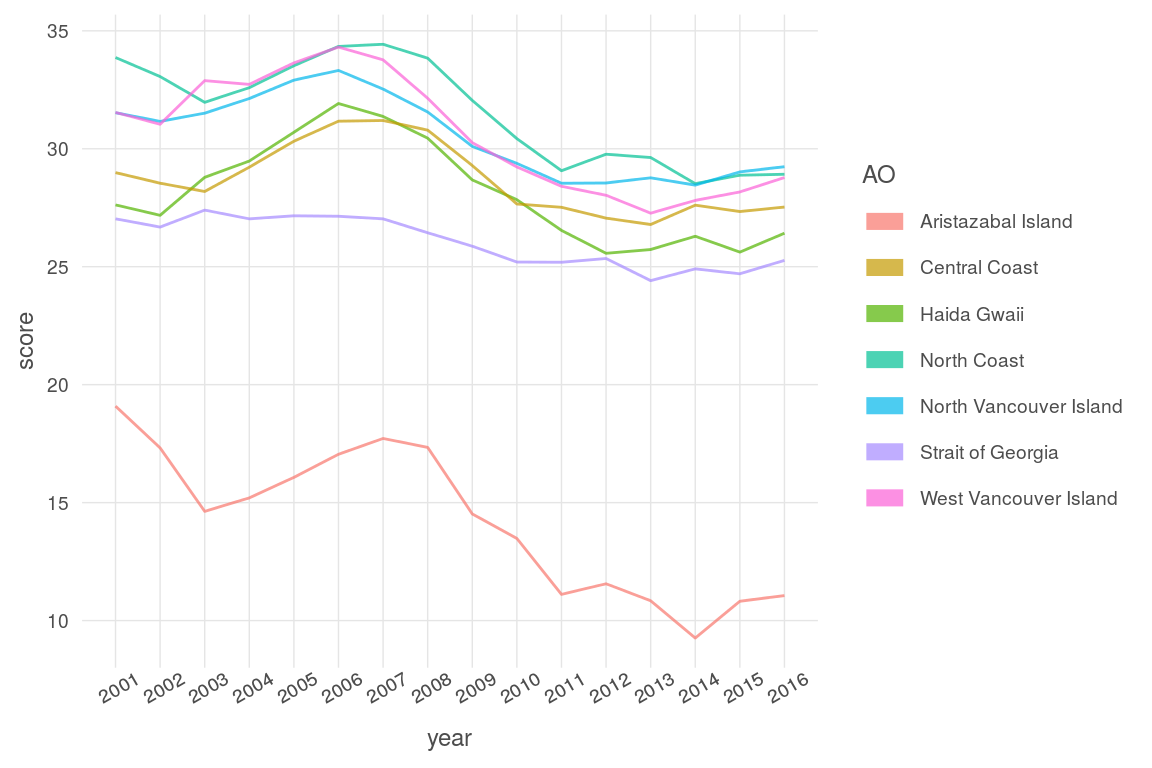 35
30
25
20
15
10
score
2001 2002 2003 2004 2005 2006 2007 2008 2009 2010 2011 2012 2013 2014 2015 2016
year
AO
Aristazabal Island
Central Coast
Haida Gwaii
North Coast
North Vancouver Island
Strait of Georgia
West Vancouver Island